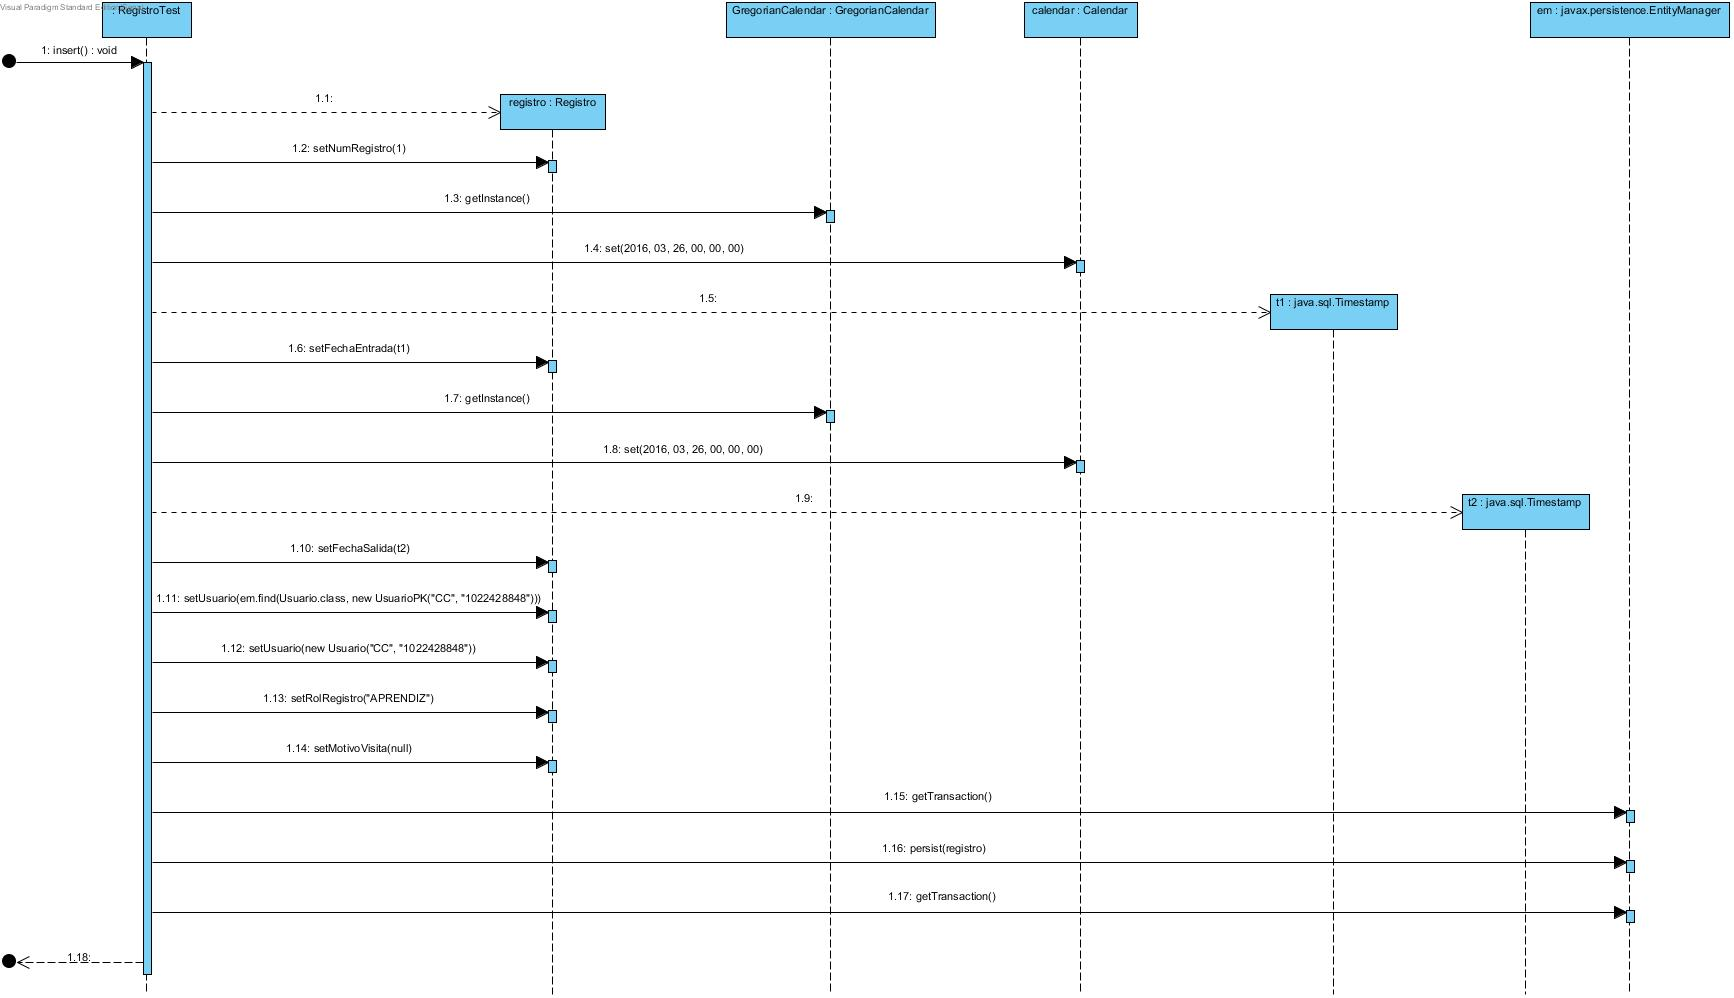 Visual Paradigm Standard E
: RegistroTest
GregorianCalendar : GregorianCalendar
calendar : Calendar
em : javax.persistence.EntityManager
1: insert() : void
1.1:
registro : Registro
1.2: setNumRegistro(1)
1.3: getInstance()
1.4: set(2016, 03, 26, 00, 00, 00)
1.5:
t1 : java.sql.Timestamp
1.6: setFechaEntrada(t1)
1.7: getInstance()
1.8: set(2016, 03, 26, 00, 00, 00)
1.9:
t2 : java.sql.Timestamp
1.10: setFechaSalida(t2)
1.11: setUsuario(em.find(Usuario.class, new UsuarioPK("CC", "1022428848")))
1.12: setUsuario(new Usuario("CC", "1022428848"))
1.13: setRolRegistro("APRENDIZ")
1.14: setMotivoVisita(null)
1.15: getTransaction()
1.16: persist(registro)
1.17: getTransaction()
1.18: